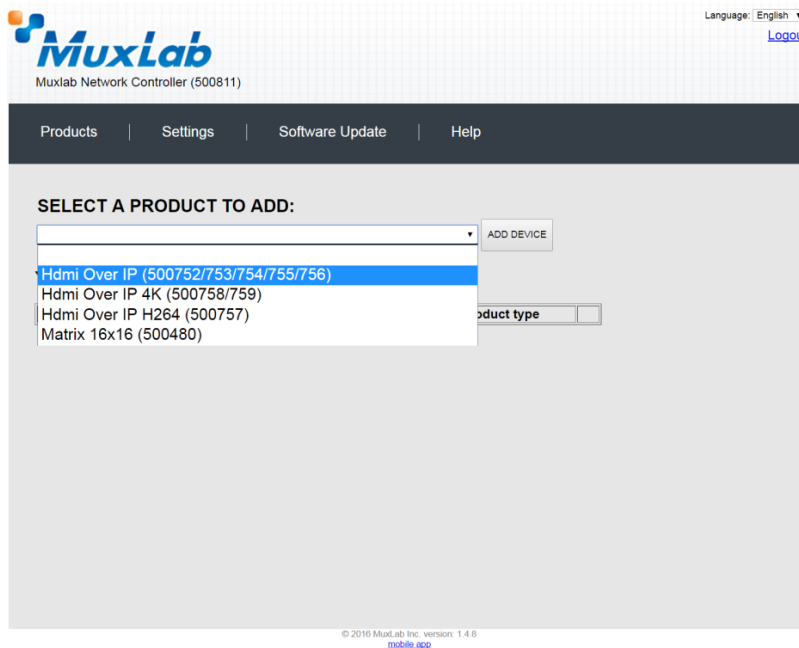 Language: English
Logou
MuxLab
Muxlab Network Controller (500811)
Products | Settings | Software Update | Help
SELECT A PRODUCT TO ADD:
ADD DEVICE
Hdmi Over IP (500752/753/754/755/756)
Hdmi Over IP 4K (500758/759)
Hdmi Over IP H264 (500757)
oduct type
Matrix 16x16 (500480)
© 2016 MuxLab Inc. version: 1.4.8
mobile app